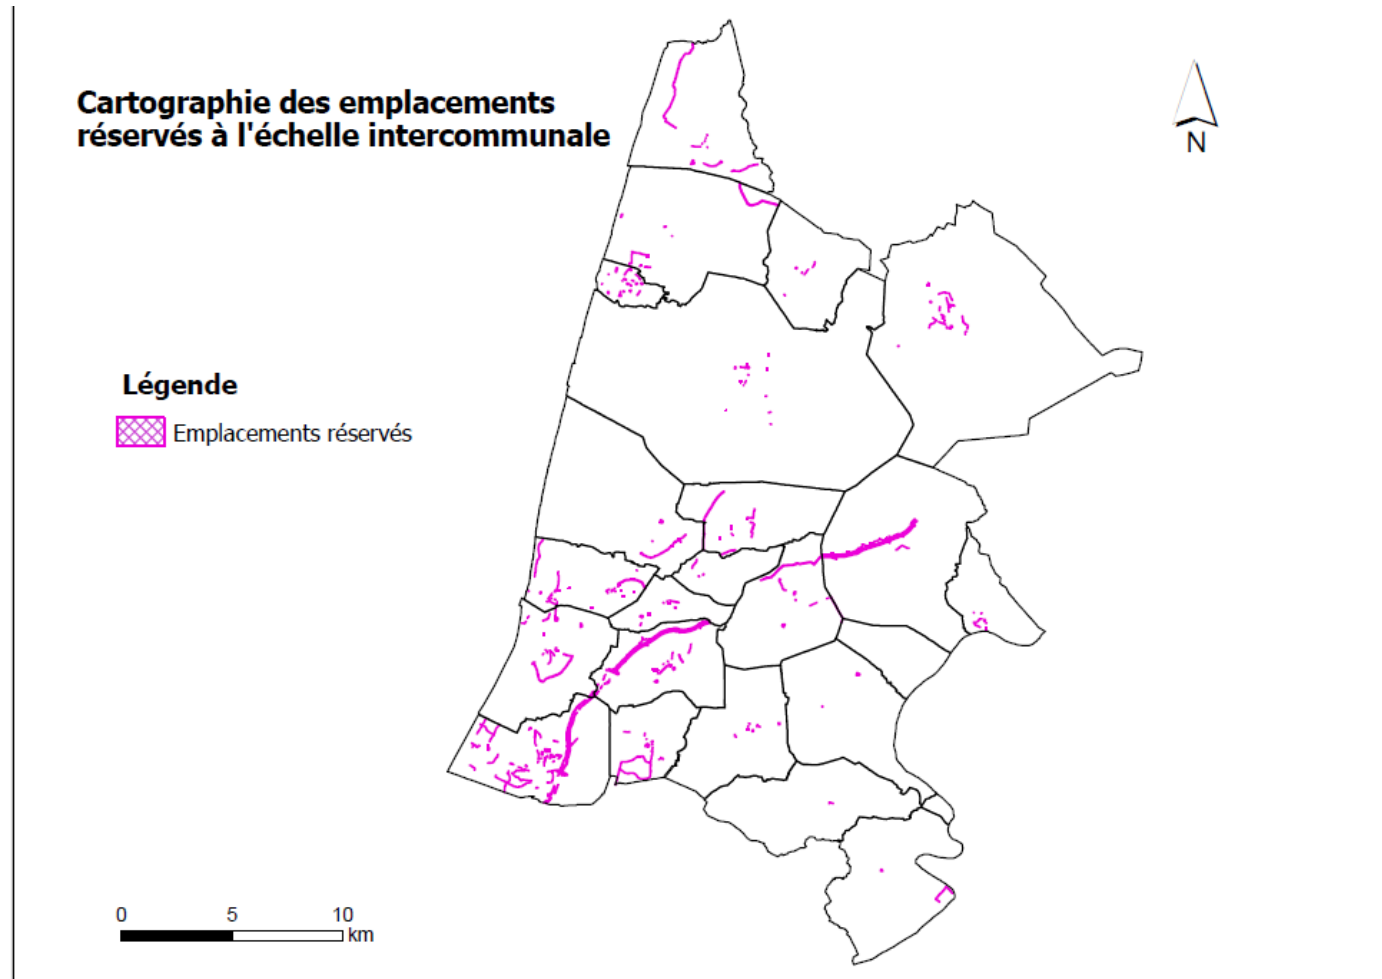 Cartographie des emplacements
réservés à l'échelle intercommunale
N
Légende
Emplacements réservés
0 5 10
km